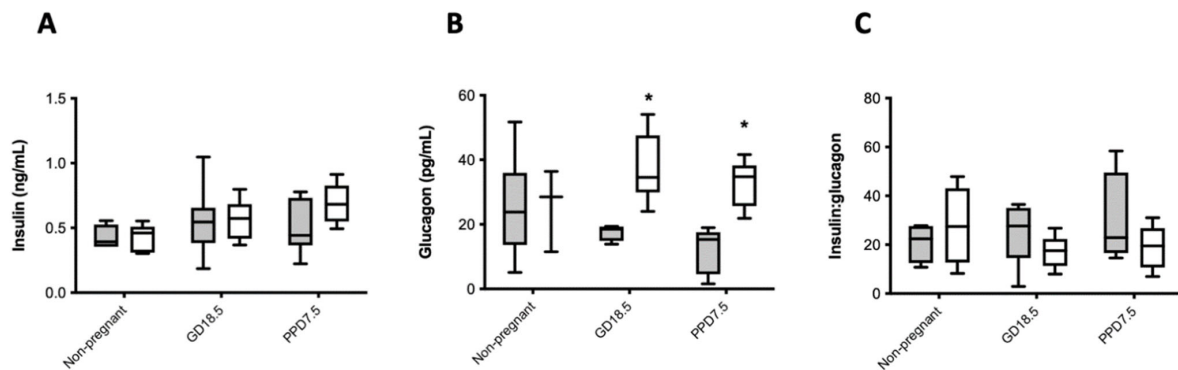 A
B
C
Insulin (ng/mL)
1.5
1.0
0.5
0.0
Non-pregnant
GD18.5
PPD7.5
Glucagon (pg/mL)
60
40
20
0
*
*
Non-pregnant
GD18.5
PPD7.5
Insulin:glucagon
80
60
40
20
0
Non-pregnant
GD18.5
PPD7.5